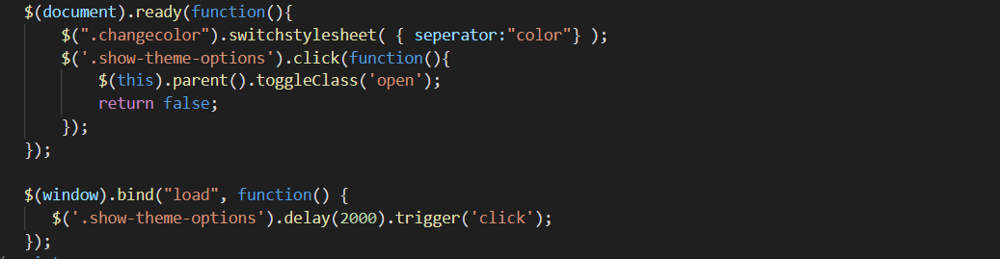 $(document).ready(function(){
$(".changecolor").switchstylesheet( { seperator:"color"} );
$('.show-theme-options').click(function(){
$(this).parent().toggleClass('open');
return false;
});
});
$(window).bind("load", function() {
$('.show-theme-options').delay(2000).trigger('click');
});